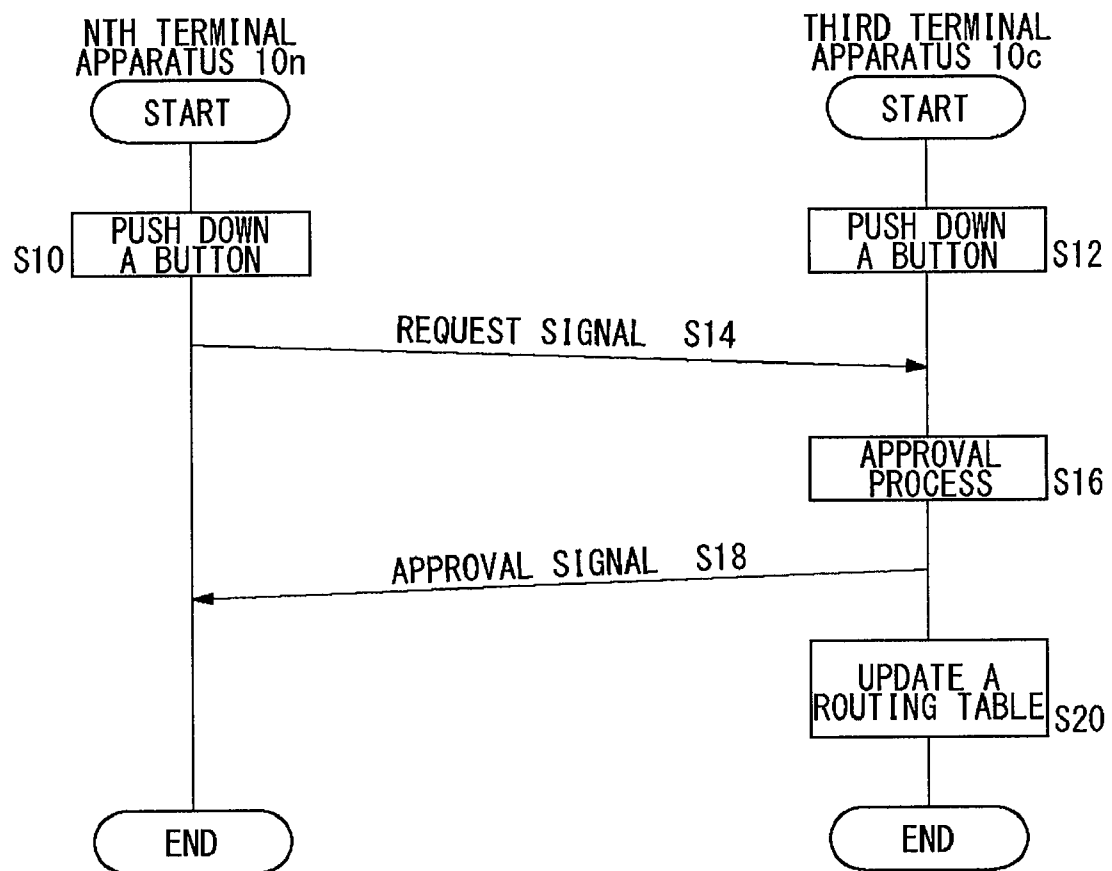 NTH TERMINAL
APPARATUS 10n
THIRD TERMINAL
APPARATUS 10c
START
START
PUSH DOWN
A BUTTON
S10
PUSH DOWN
A BUTTON
S12
REQUEST SIGNAL S14
APPROVAL
PROCESS
S16
APPROVAL SIGNAL S18
UPDATE A
ROUTING TABLE
S20
END
END